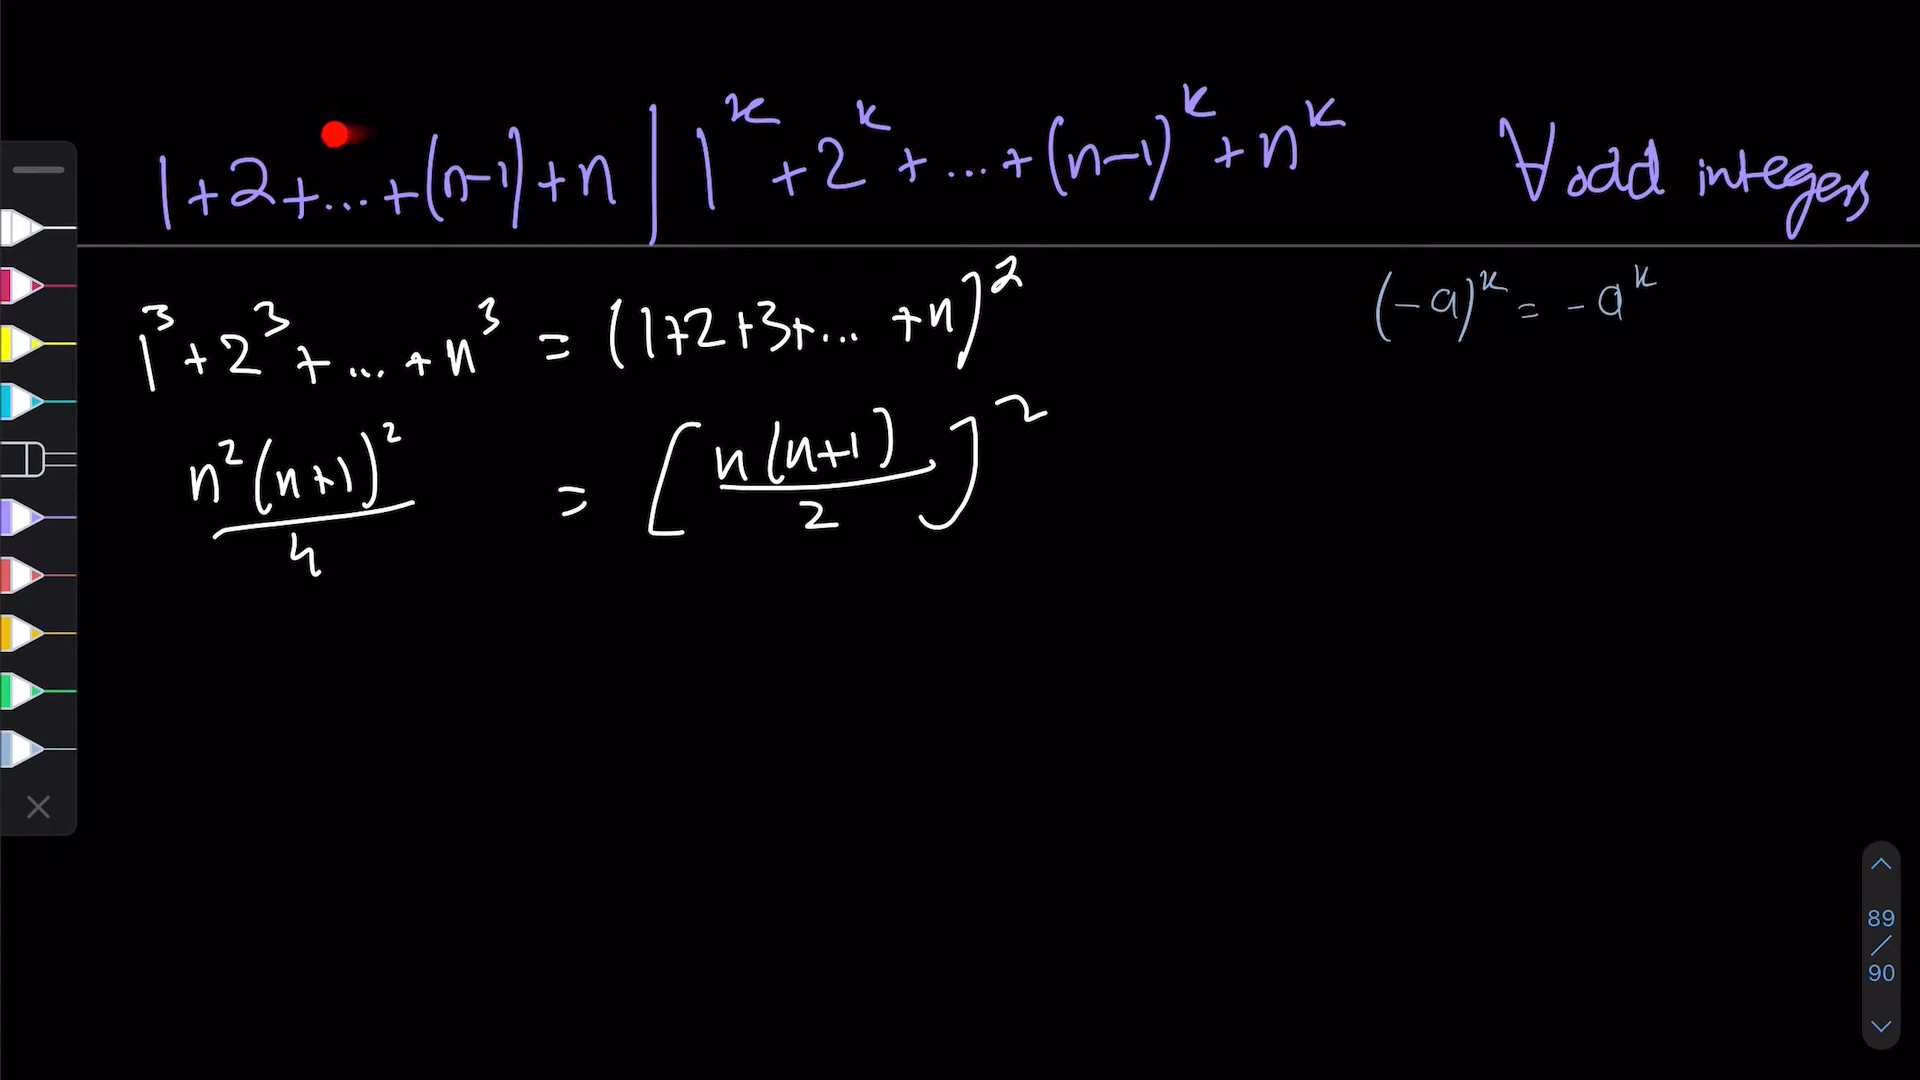 1+2+...+(n-1)+n | 1^k+2^k+...+(n-1)^k+n^k ∀ odd integers
(-a)^k = -a^k
1^3+2^3+...+n^3 = (1+2+3+...+n)^2
n^2(n+1)^2/4 = [n(n+1)/2]^2
89
/
90